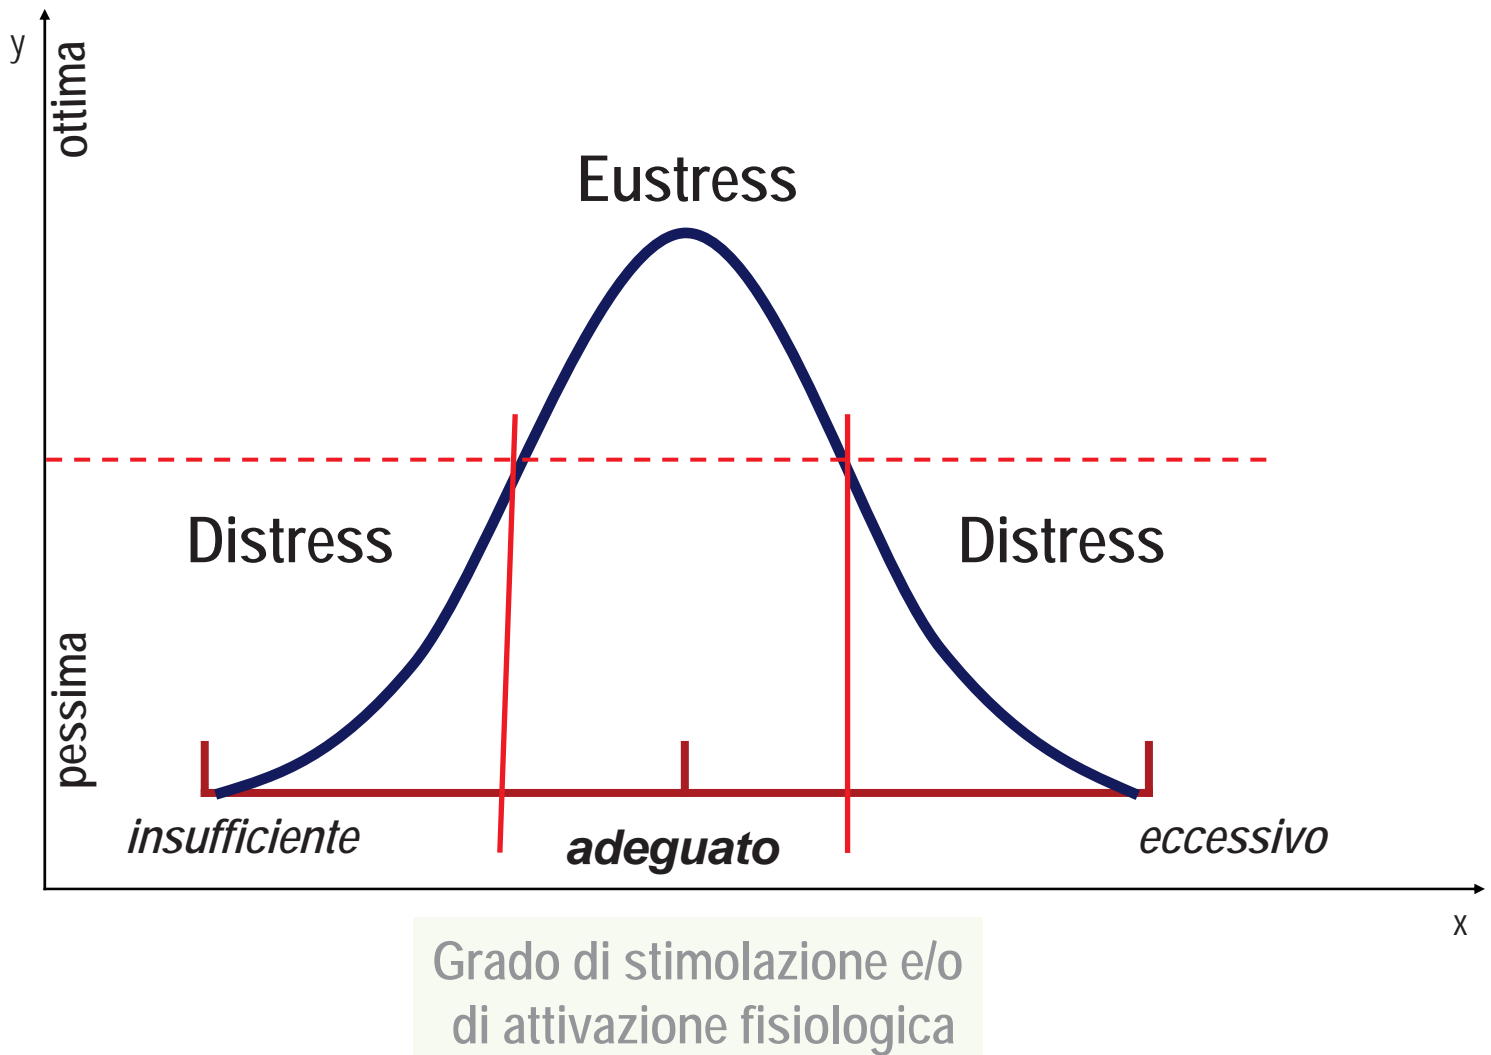 y
ottima
Eustress
Distress
Distress
pessima
insufficiente
adeguato
eccessivo
x
Grado di stimolazione e/o
di attivazione fisiologica